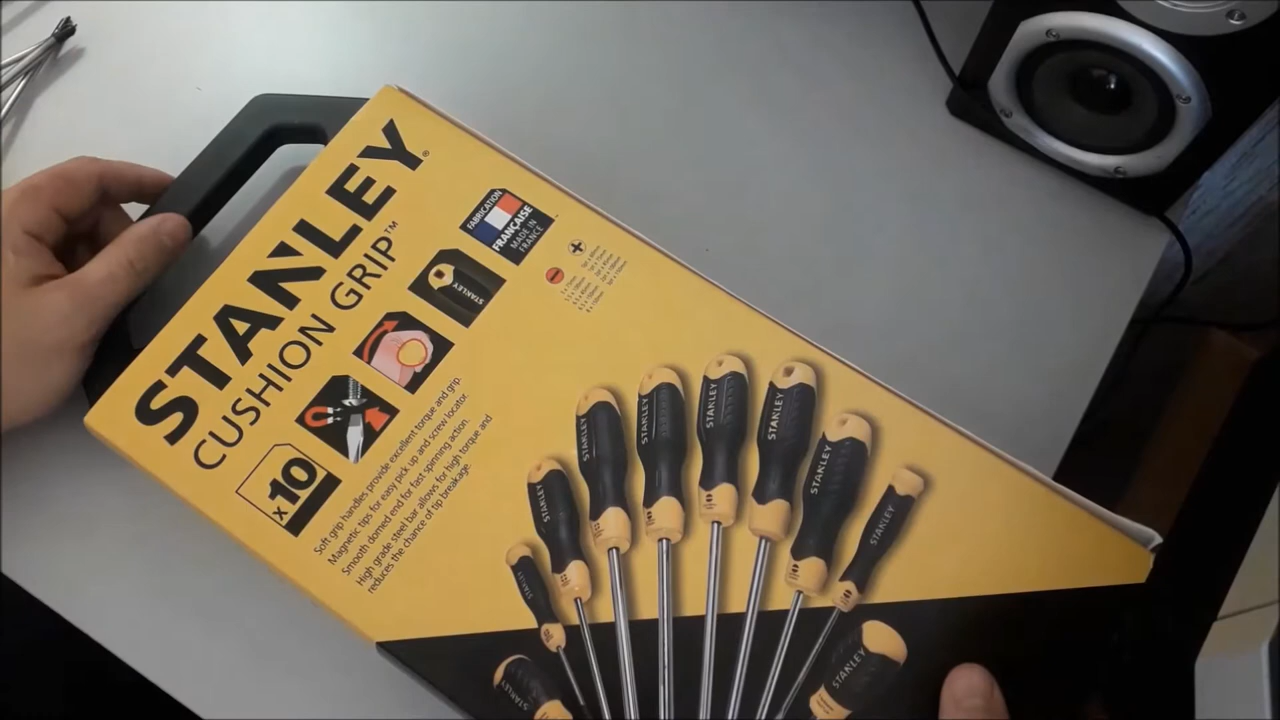 STANLEY®
CUSHION GRIP™
x10
STANLEY
FABRICATION
FRANÇAISE
MADE IN
FRANCE
Soft grip handles provide excellent torque and grip.
Magnetic tips for easy pick up and screw locator.
Smooth domed end for fast spinning action.
High grade steel bar allows for high torque and
reduces the chance of tip breakage.
STANLEY
STANLEY
STANLEY
STANLEY
STANLEY
STANLEY
STANLEY
STANLEY
STANLEY
STANLEY